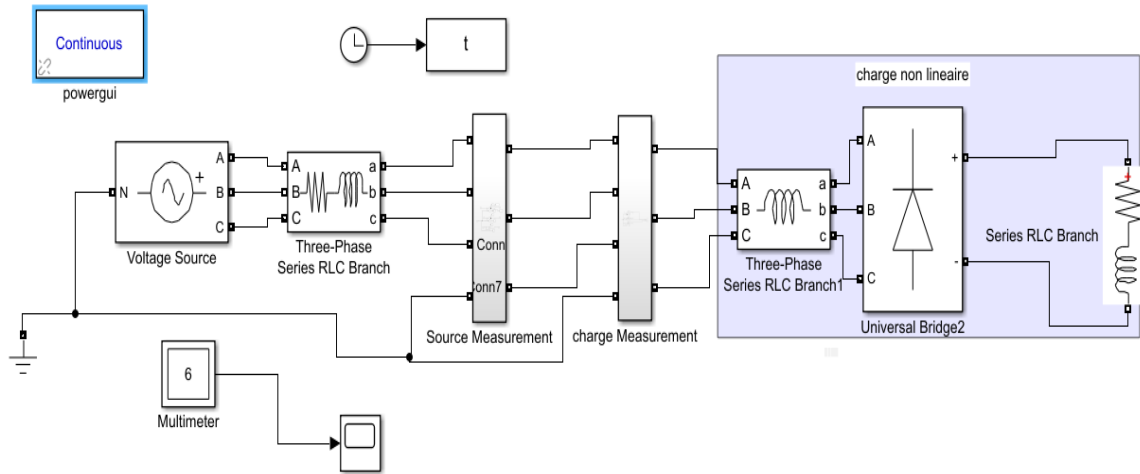 Continuous
powergui
t
charge non lineaire
N
+
A
B
C
Voltage Source
A
B
C
a
b
c
Three-Phase
Series RLC Branch
Conn
Conn7
Source Measurement
charge Measurement
A
B
C
a
b
c
Three-Phase
Series RLC Branch1
A
B
C
+
-
Universal Bridge2
+
Series RLC Branch
6
Multimeter